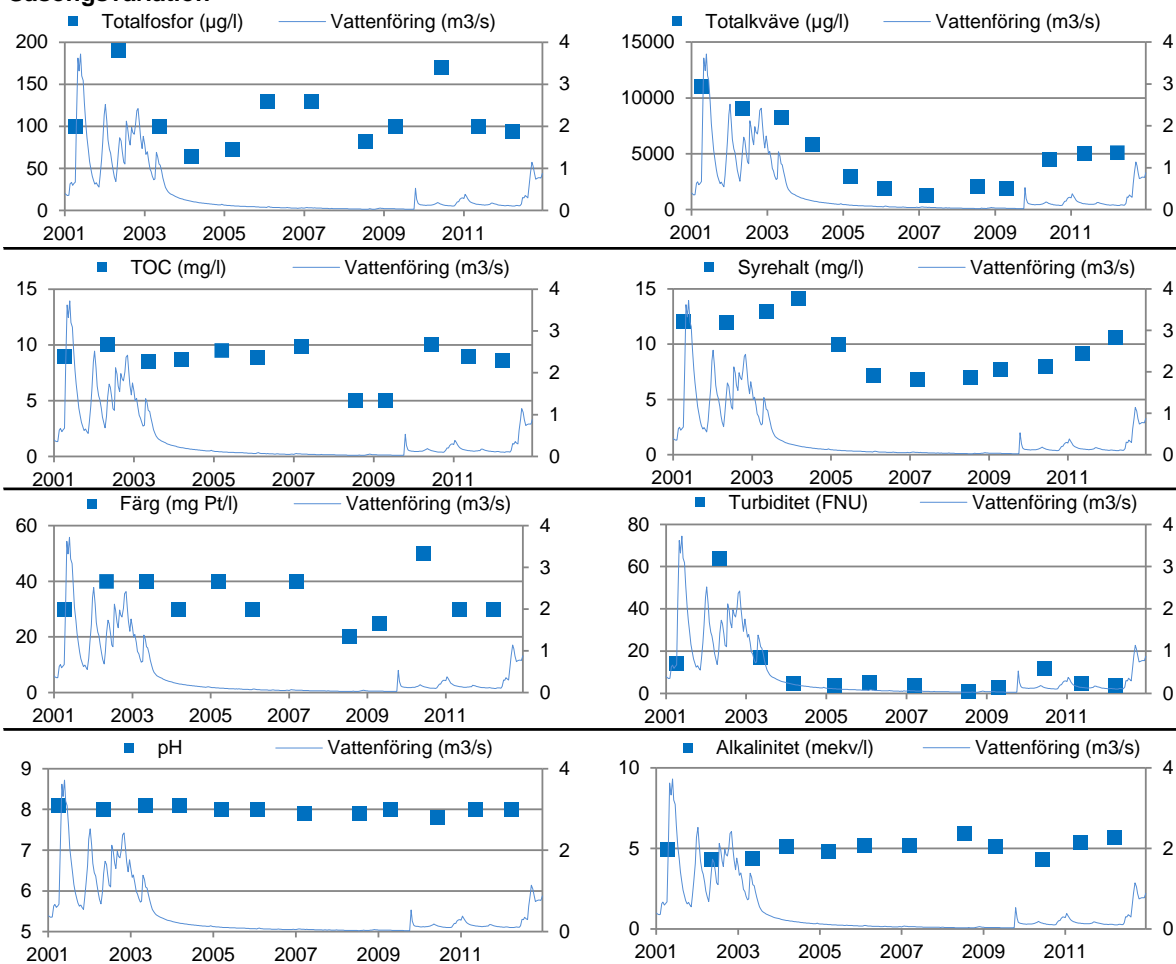 Säsongsvariation
Totalfosfor (µg/l) Vattenföring (m3/s)
200 4
150 3
100 2
50 1
0 0
2001 2003 2005 2007 2009 2011
Totalkväve (µg/l) Vattenföring (m3/s)
15000 4
3
10000
2
5000
1
0 0
2001 2003 2005 2007 2009 2011
TOC (mg/l) Vattenföring (m3/s)
15 4
3
10
2
5
1
0 0
2001 2003 2005 2007 2009 2011
Syrehalt (mg/l) Vattenföring (m3/s)
15 4
3
10
2
5
1
0 0
2001 2003 2005 2007 2009 2011
Färg (mg Pt/l) Vattenföring (m3/s)
60 4
3
40
2
20
1
0 0
2001 2003 2005 2007 2009 2011
Turbiditet (FNU) Vattenföring (m3/s)
80 4
60 3
40 2
20 1
0 0
2001 2003 2005 2007 2009 2011
pH Vattenföring (m3/s)
9 4
8
7 2
6
5 0
2001 2003 2005 2007 2009 2011
Alkalinitet (mekv/l) Vattenföring (m3/s)
10 4
5 2
0 0
2001 2003 2005 2007 2009 2011